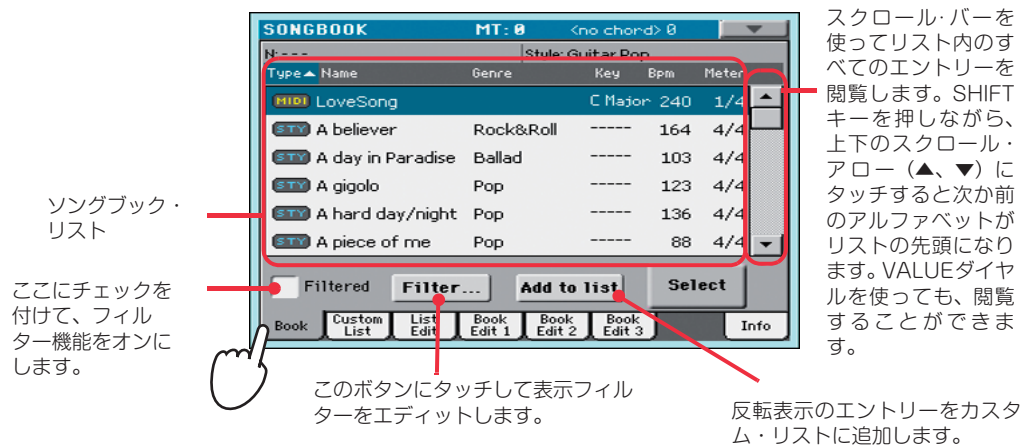 SONGBOOK MT: 0 <no chord> 0
N: --- Style: Guitar Pop
Type Name Genre Key Bpm Meter
MIDI LoveSong C Major 240 1/4
STY A believer Rock&Roll ----- 164 4/4
STY A day in Paradise Ballad ----- 103 4/4
STY A gigolo Pop ----- 123 4/4
STY A hard day/night Pop ----- 136 4/4
STY A piece of me Pop ----- 88 4/4
Filtered Filter... Add to list Select
Book Custom List List Edit Book Edit 1 Book Edit 2 Book Edit 3 Info
ソングブック・
リスト
ここにチェックを
付けて、フィル
ター機能をオンに
します。
このボタンにタッチして表示フィル
ターをエディットします。
反転表示のエントリーをカスタ
ム・リストに追加します。
スクロール・バーを
使ってリスト内のす
べてのエントリーを
閲覧します。SHIFT
キーを押しながら、
上下のスクロール・
アロー（▲、▼）に
タッチすると次か前
のアルファベットが
リストの先頭になり
ます。VALUEダイヤ
ルを使っても、閲覧
することができま
す。